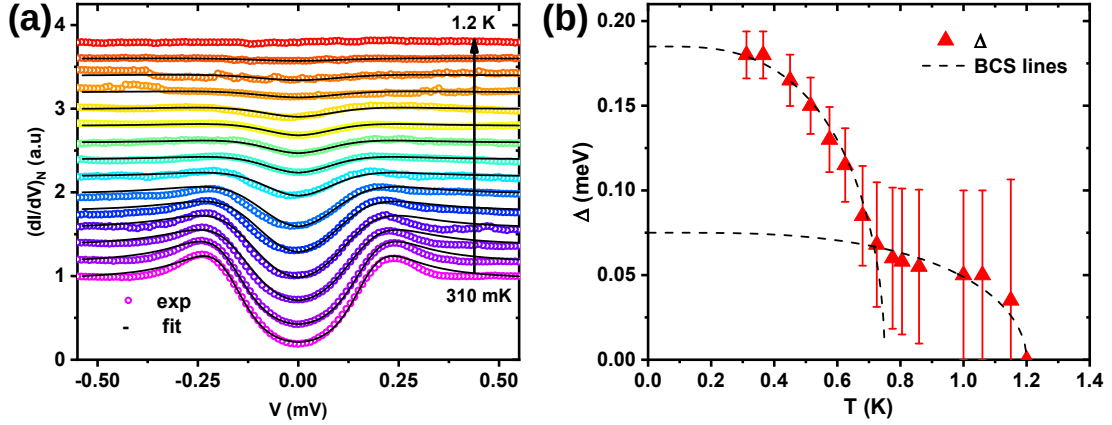 (a)
(dI/dV)N (a.u)
4
3
2
1
0
1.2 K
310 mK
exp
fit
-0.50
-0.25
0.00
0.25
0.50
V (mV)
(b)
Δ (meV)
0.20
0.15
0.10
0.05
0.00
Δ
BCS lines
0.0
0.2
0.4
0.6
0.8
1.0
1.2
1.4
T (K)